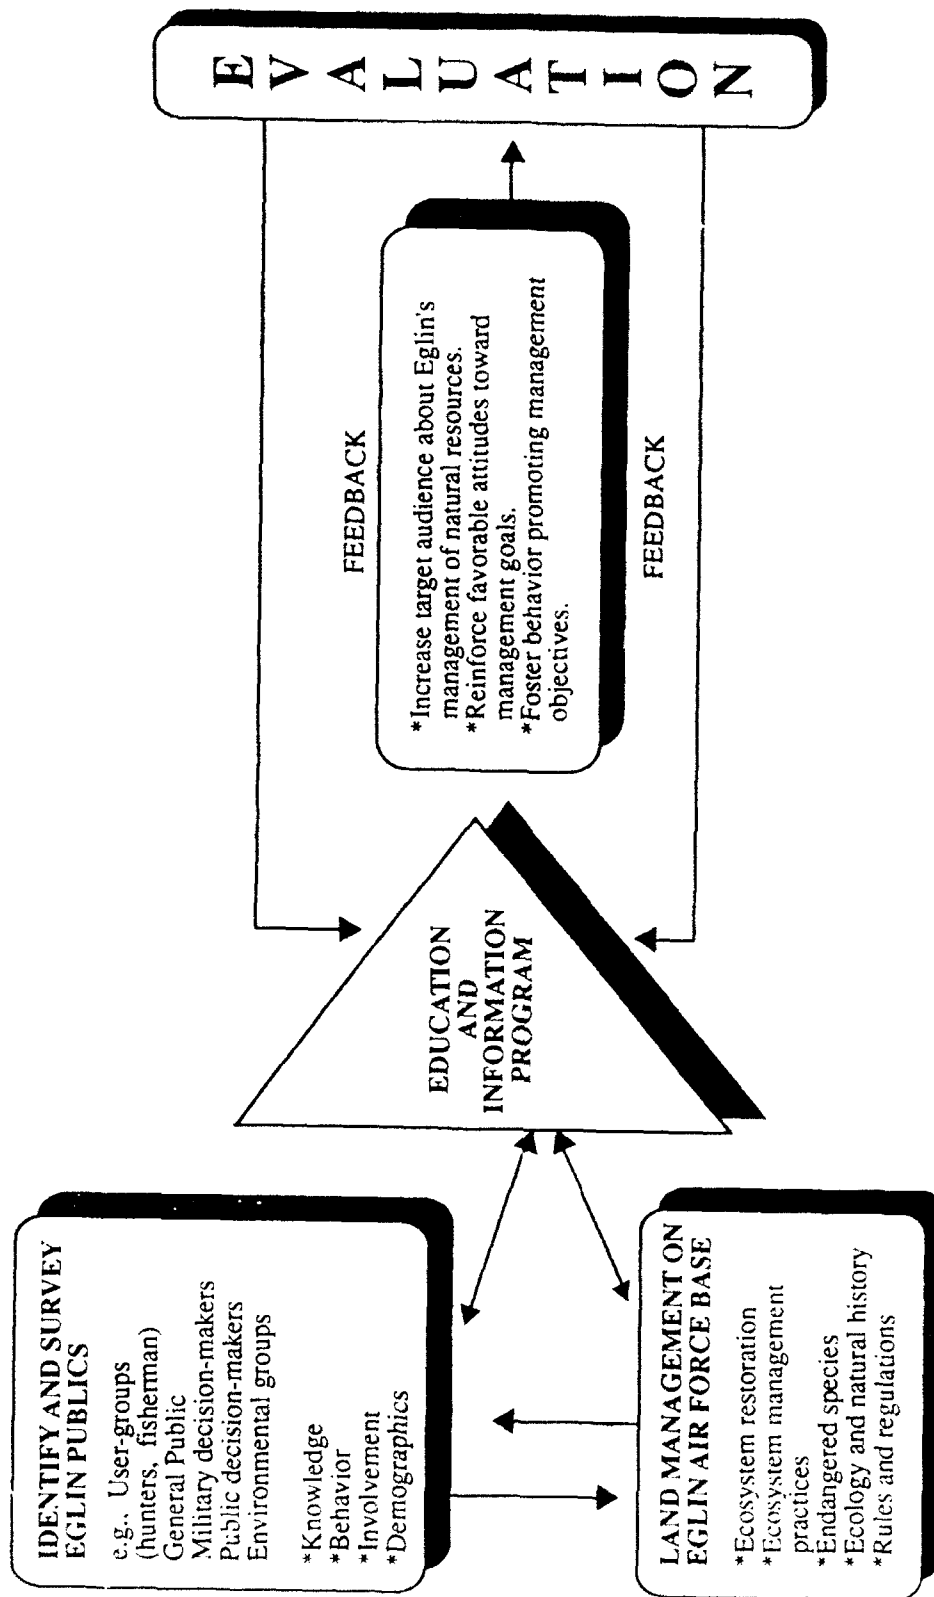 IDENTIFY AND SURVEY
EGLIN PUBLICS
e.g., User-groups
(hunters, fisherman)
General Public
Military decision-makers
Public decision-makers
Environmental groups
*Knowledge
*Behavior
*Involvement
*Demographics
LAND MANAGEMENT ON
EGLIN AIR FORCE BASE
*Ecosystem restoration
*Ecosystem management
practices
*Endangered species
*Ecology and natural history
*Rules and regulations
EDUCATION
AND
INFORMATION
PROGRAM
FEEDBACK
*Increase target audience about Eglin's
management of natural resources.
*Reinforce favorable attitudes toward
management goals.
*Foster behavior promoting management
objectives.
FEEDBACK
EVALUATION